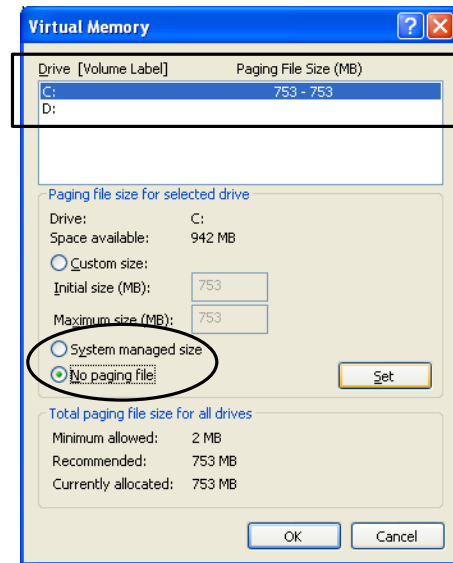 Virtual Memory
Drive [Volume Label] Paging File Size (MB)
C: 753 - 753
D:
Paging file size for selected drive
Drive: C:
Space available: 942 MB
Custom size:
Initial size (MB): 753
Maximum size (MB): 753
System managed size
No paging file
Set
Total paging file size for all drives
Minimum allowed: 2 MB
Recommended: 753 MB
Currently allocated: 753 MB
OK Cancel